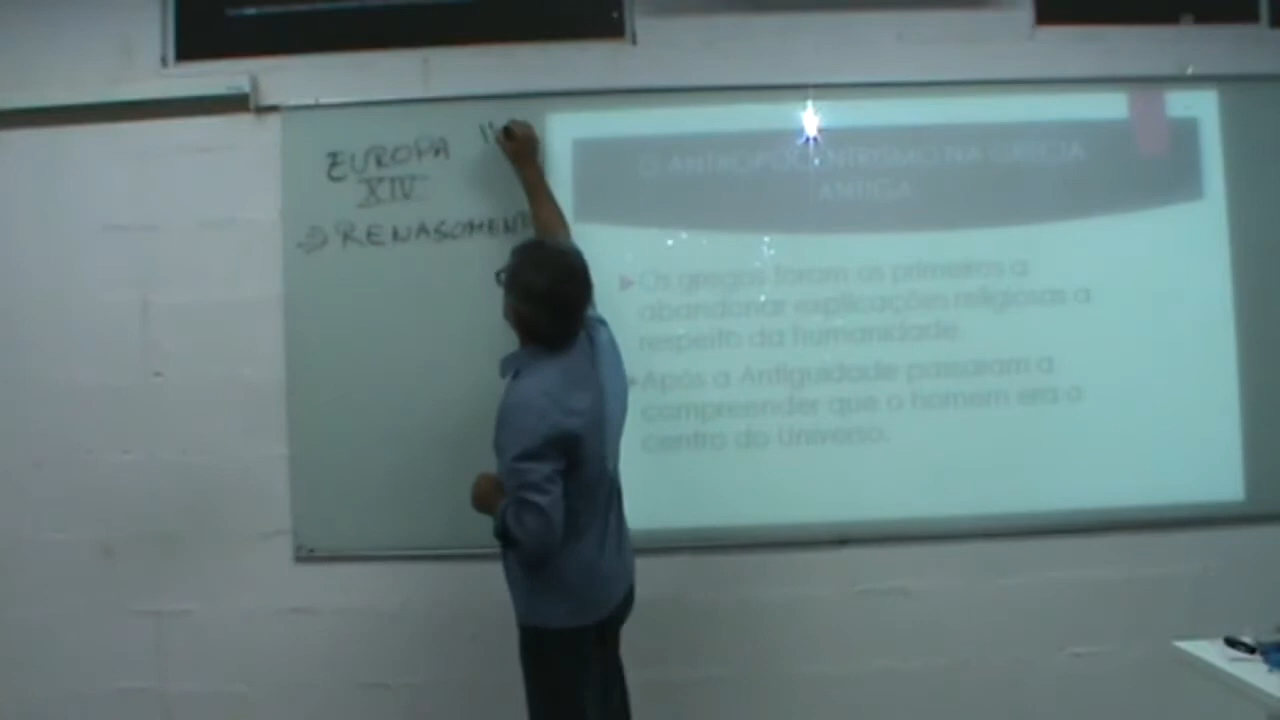 EUROPA
XIV
→ RENASCIMENT
O ANTROPOCENTRISMO NA GRÉCIA
ANTIGA
Os gregos foram os primeiros a
abandonar explicações religiosas a
respeito da humanidade.
Após a Antiguidade passaram a
compreender que o homem era o
centro do Universo.